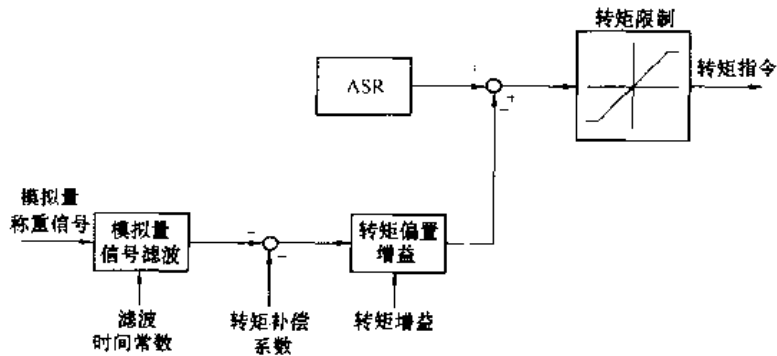 转矩限制
ASR
转矩指令
模拟量
称重信号
模拟量
信号滤波
转矩偏置
增益
滤波
时间常数
转矩补偿
系数
转矩增益